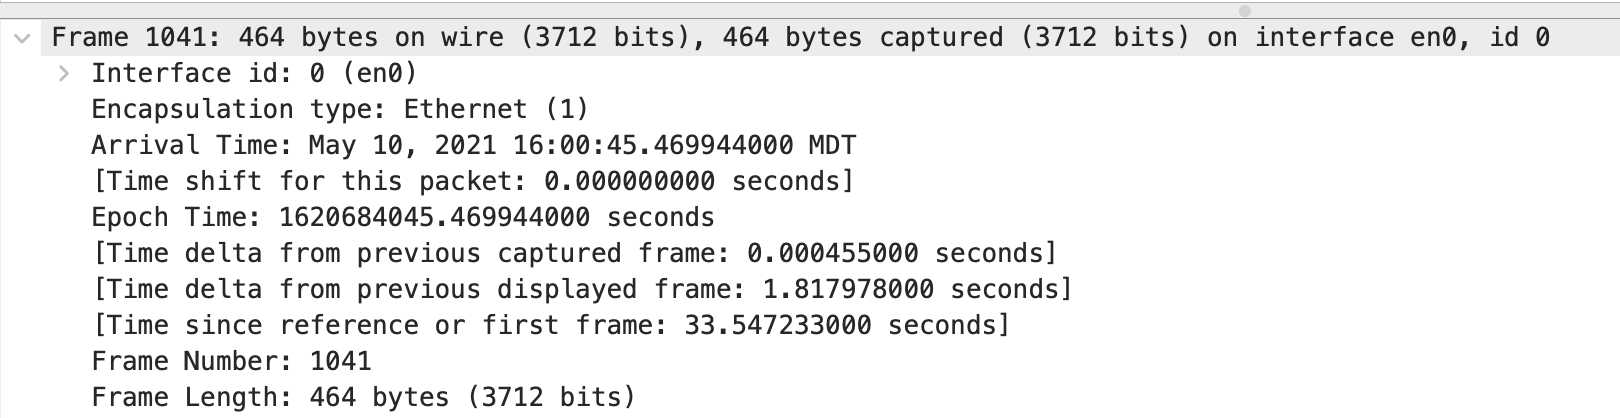 Frame 1041: 464 bytes on wire (3712 bits), 464 bytes captured (3712 bits) on interface en0, id 0
Interface id: 0 (en0)
Encapsulation type: Ethernet (1)
Arrival Time: May 10, 2021 16:00:45.469944000 MDT
[Time shift for this packet: 0.000000000 seconds]
Epoch Time: 1620684045.469944000 seconds
[Time delta from previous captured frame: 0.000455000 seconds]
[Time delta from previous displayed frame: 1.817978000 seconds]
[Time since reference or first frame: 33.547233000 seconds]
Frame Number: 1041
Frame Length: 464 bytes (3712 bits)